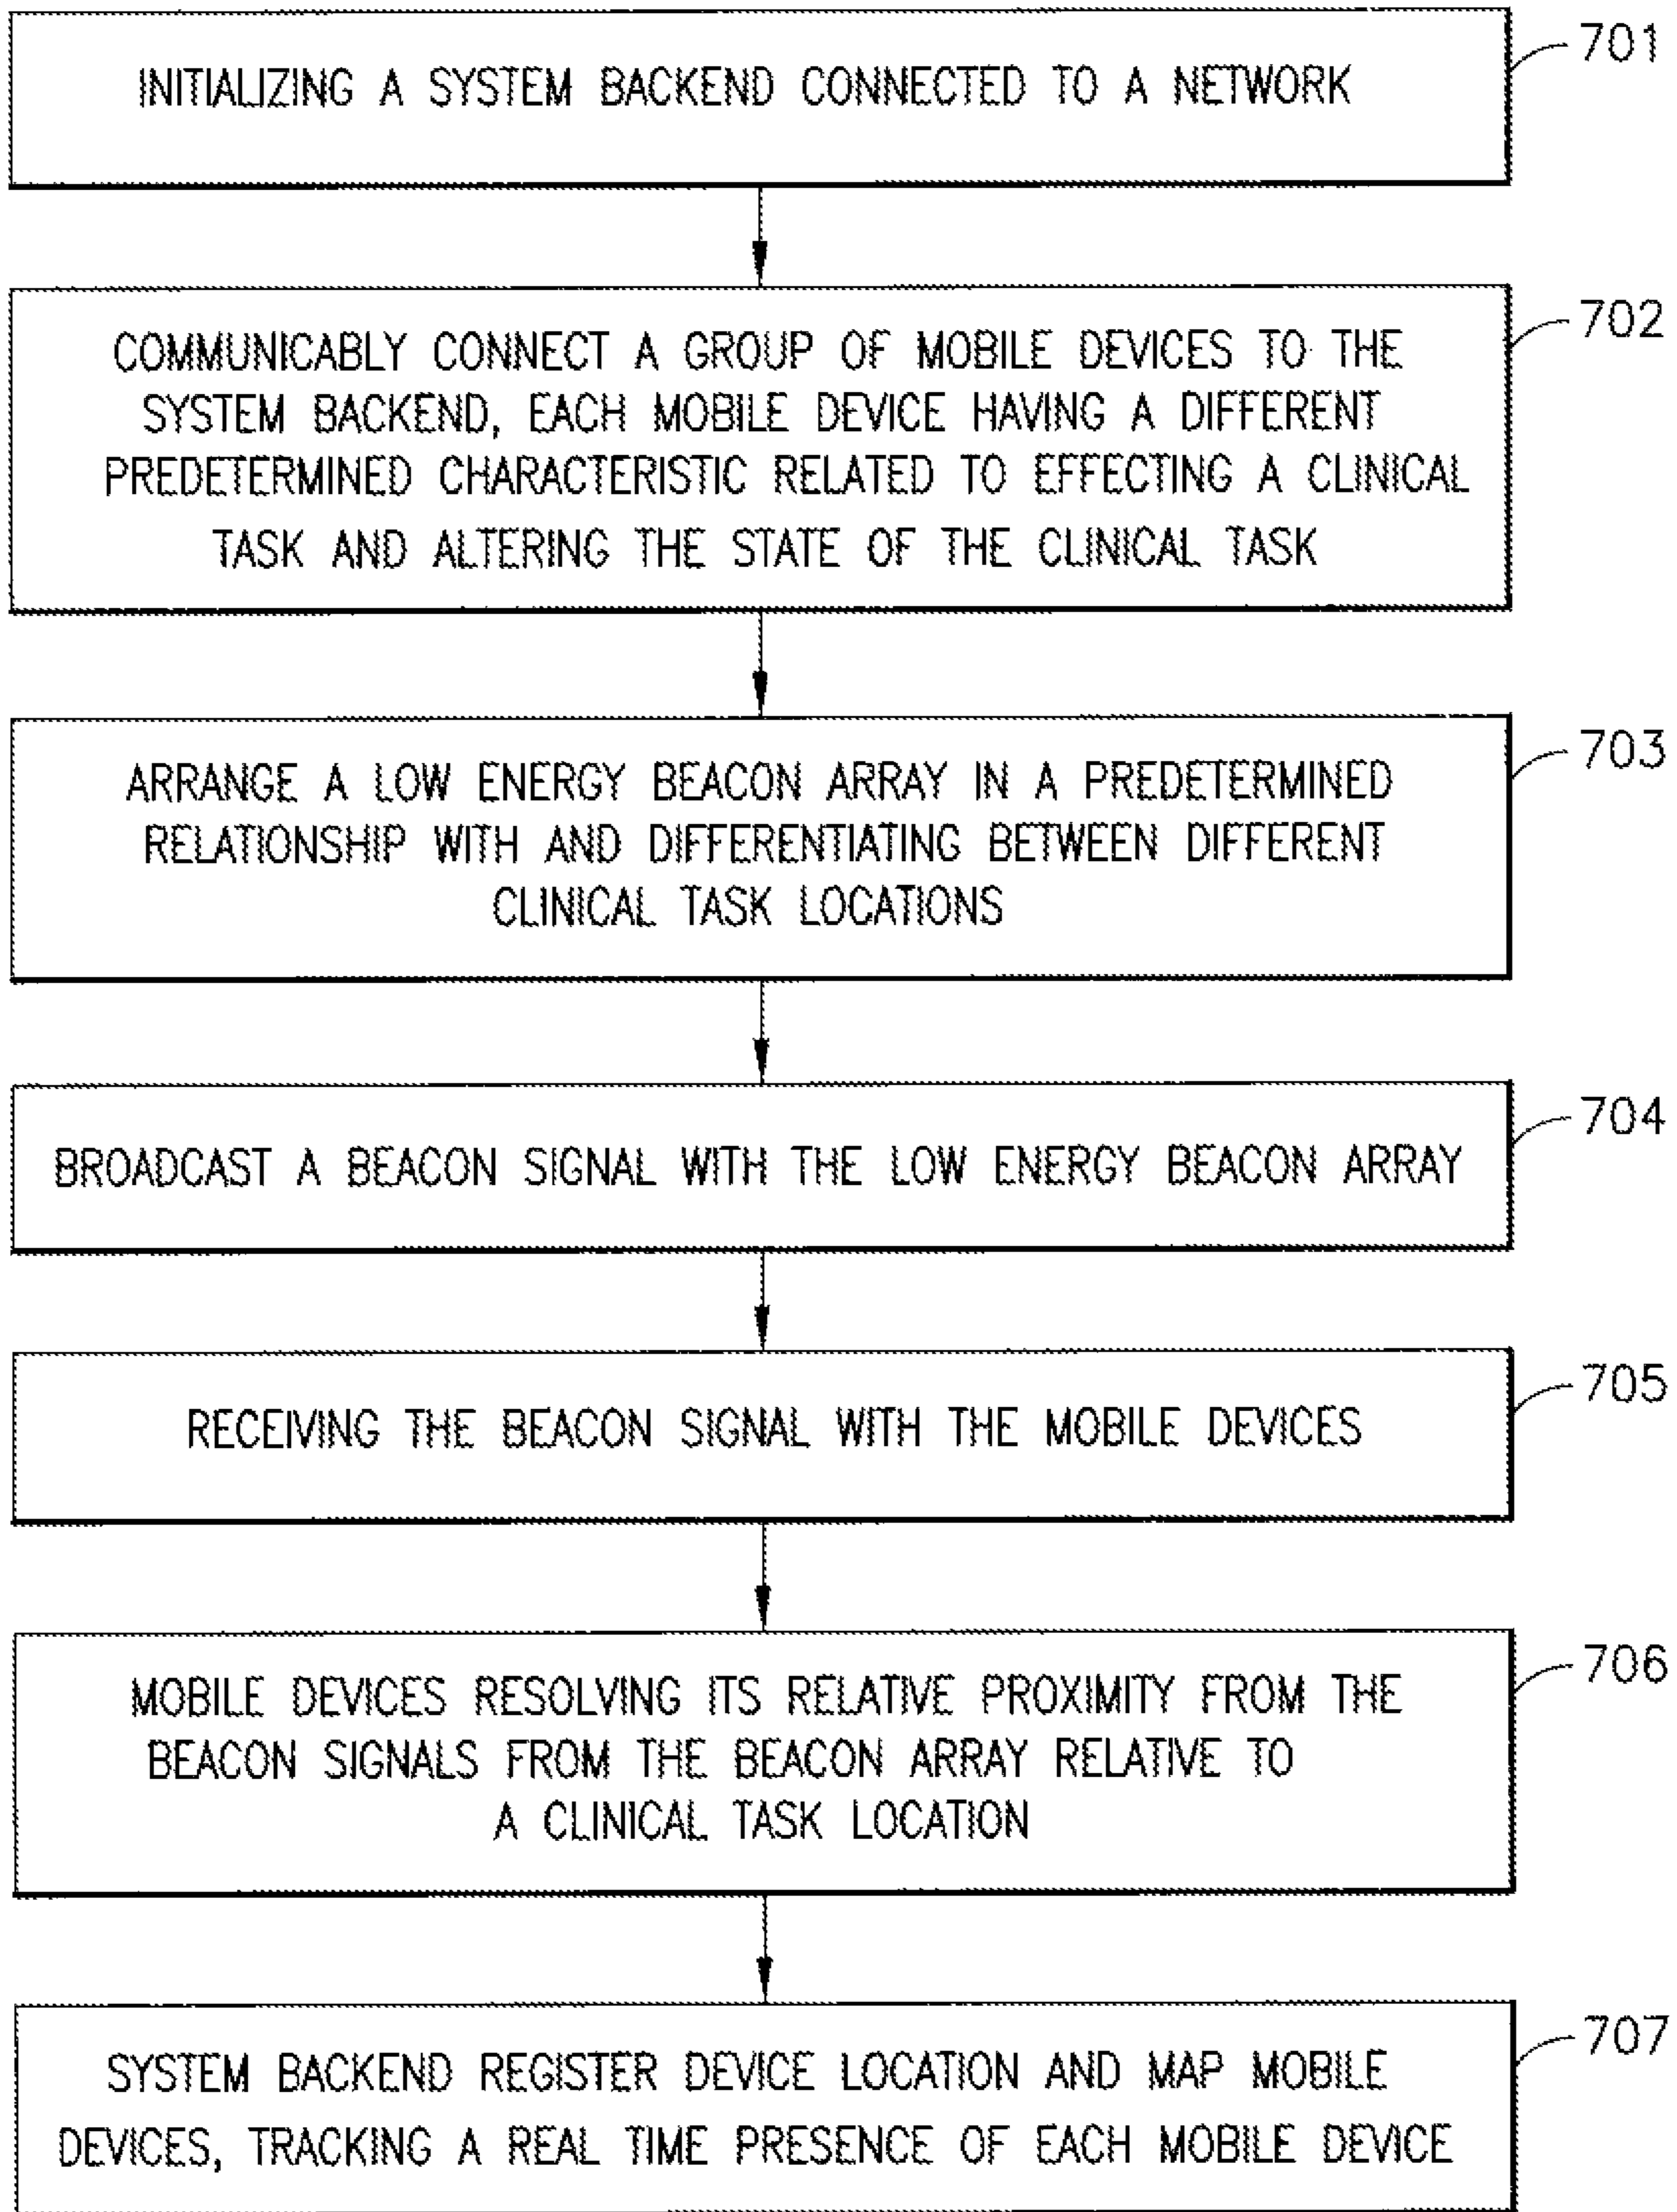 701
INITIALIZING A SYSTEM BACKEND CONNECTED TO A NETWORK
702
COMMUNICABLY CONNECT A GROUP OF MOBILE DEVICES TO THE
SYSTEM BACKEND, EACH MOBILE DEVICE HAVING A DIFFERENT
PREDETERMINED CHARACTERISTIC RELATED TO EFFECTING A CLINICAL
TASK AND ALTERING THE STATE OF THE CLINICAL TASK
703
ARRANGE A LOW ENERGY BEACON ARRAY IN A PREDETERMINED
RELATIONSHIP WITH AND DIFFERENTIATING BETWEEN DIFFERENT
CLINICAL TASK LOCATIONS
704
BROADCAST A BEACON SIGNAL WITH THE LOW ENERGY BEACON ARRAY
705
RECEIVING THE BEACON SIGNAL WITH THE MOBILE DEVICES
706
MOBILE DEVICES RESOLVING ITS RELATIVE PROXIMITY FROM THE
BEACON SIGNALS FROM THE BEACON ARRAY RELATIVE TO
A CLINICAL TASK LOCATION
707
SYSTEM BACKEND REGISTER DEVICE LOCATION AND MAP MOBILE
DEVICES, TRACKING A REAL TIME PRESENCE OF EACH MOBILE DEVICE